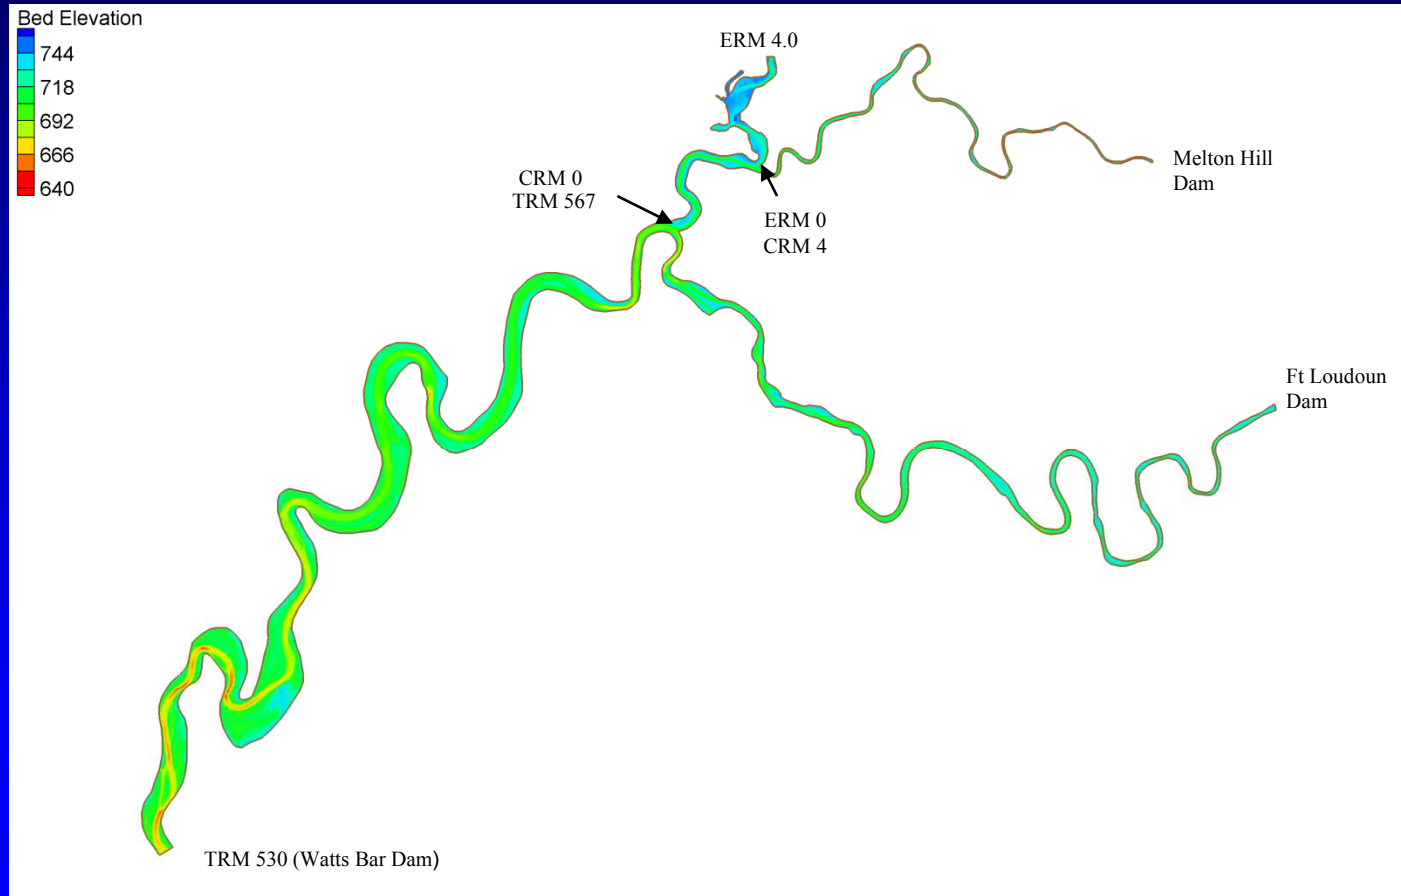 Bed Elevation
744
718
692
666
640
ERM 4.0
Melton Hill
Dam
CRM 0
TRM 567
ERM 0
CRM 4
Ft Loudoun
Dam
TRM 530 (Watts Bar Dam)